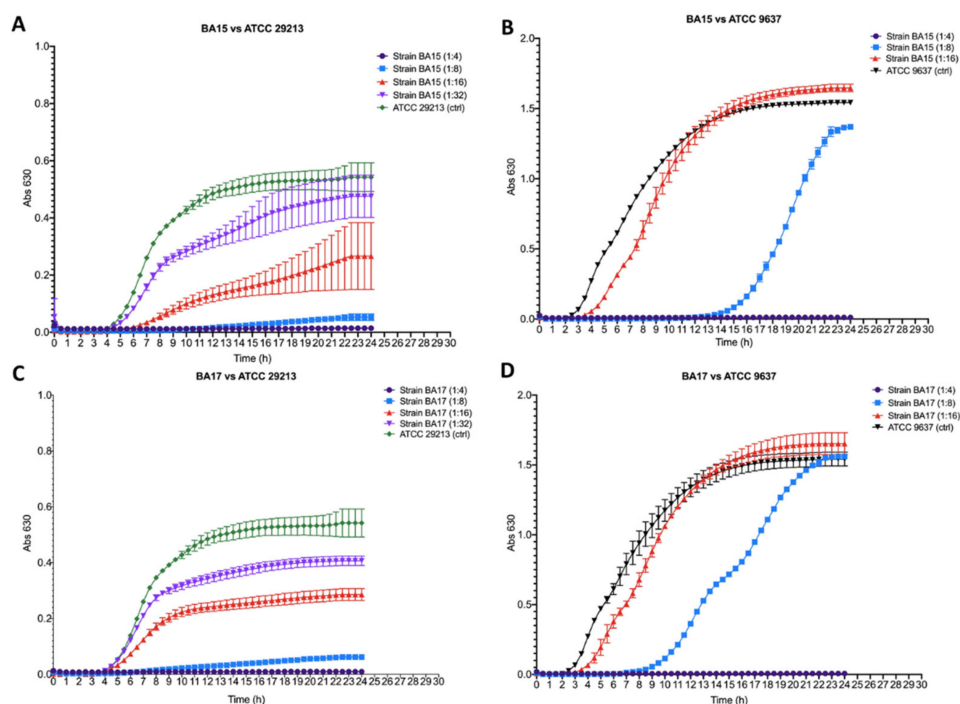 A
BA15 vs ATCC 29213
Strain BA15 (1:4)
Strain BA15 (1:8)
Strain BA15 (1:16)
Strain BA15 (1:32)
ATCC 29213 (ctrl)
1.0
0.8
0.6
0.4
0.2
0.0
Abs 630
0 1 2 3 4 5 6 7 8 9 10 11 12 13 14 15 16 17 18 19 20 21 22 23 24 25 26 27 28 29 30
Time (h)
B
BA15 vs ATCC 9637
Strain BA15 (1:4)
Strain BA15 (1:8)
Strain BA15 (1:16)
ATCC 9637 (ctrl)
2.0
1.5
1.0
0.5
0.0
Abs 630
0 1 2 3 4 5 6 7 8 9 10 11 12 13 14 15 16 17 18 19 20 21 22 23 24 25 26 27 28 29 30
Time (h)
C
BA17 vs ATCC 29213
Strain BA17 (1:4)
Strain BA17 (1:8)
Strain BA17 (1:16)
Strain BA17 (1:32)
ATCC 29213 (ctrl)
1.0
0.8
0.6
0.4
0.2
0.0
Abs 630
0 1 2 3 4 5 6 7 8 9 10 11 12 13 14 15 16 17 18 19 20 21 22 23 24 25 26 27 28 29 30
Time (h)
D
BA17 vs ATCC 9637
Strain BA17 (1:4)
Strain BA17 (1:8)
Strain BA17 (1:16)
ATCC 9637 (ctrl)
2.0
1.5
1.0
0.5
0.0
Abs 630
0 1 2 3 4 5 6 7 8 9 10 11 12 13 14 15 16 17 18 19 20 21 22 23 24 25 26 27 28 29 30
Time (h)